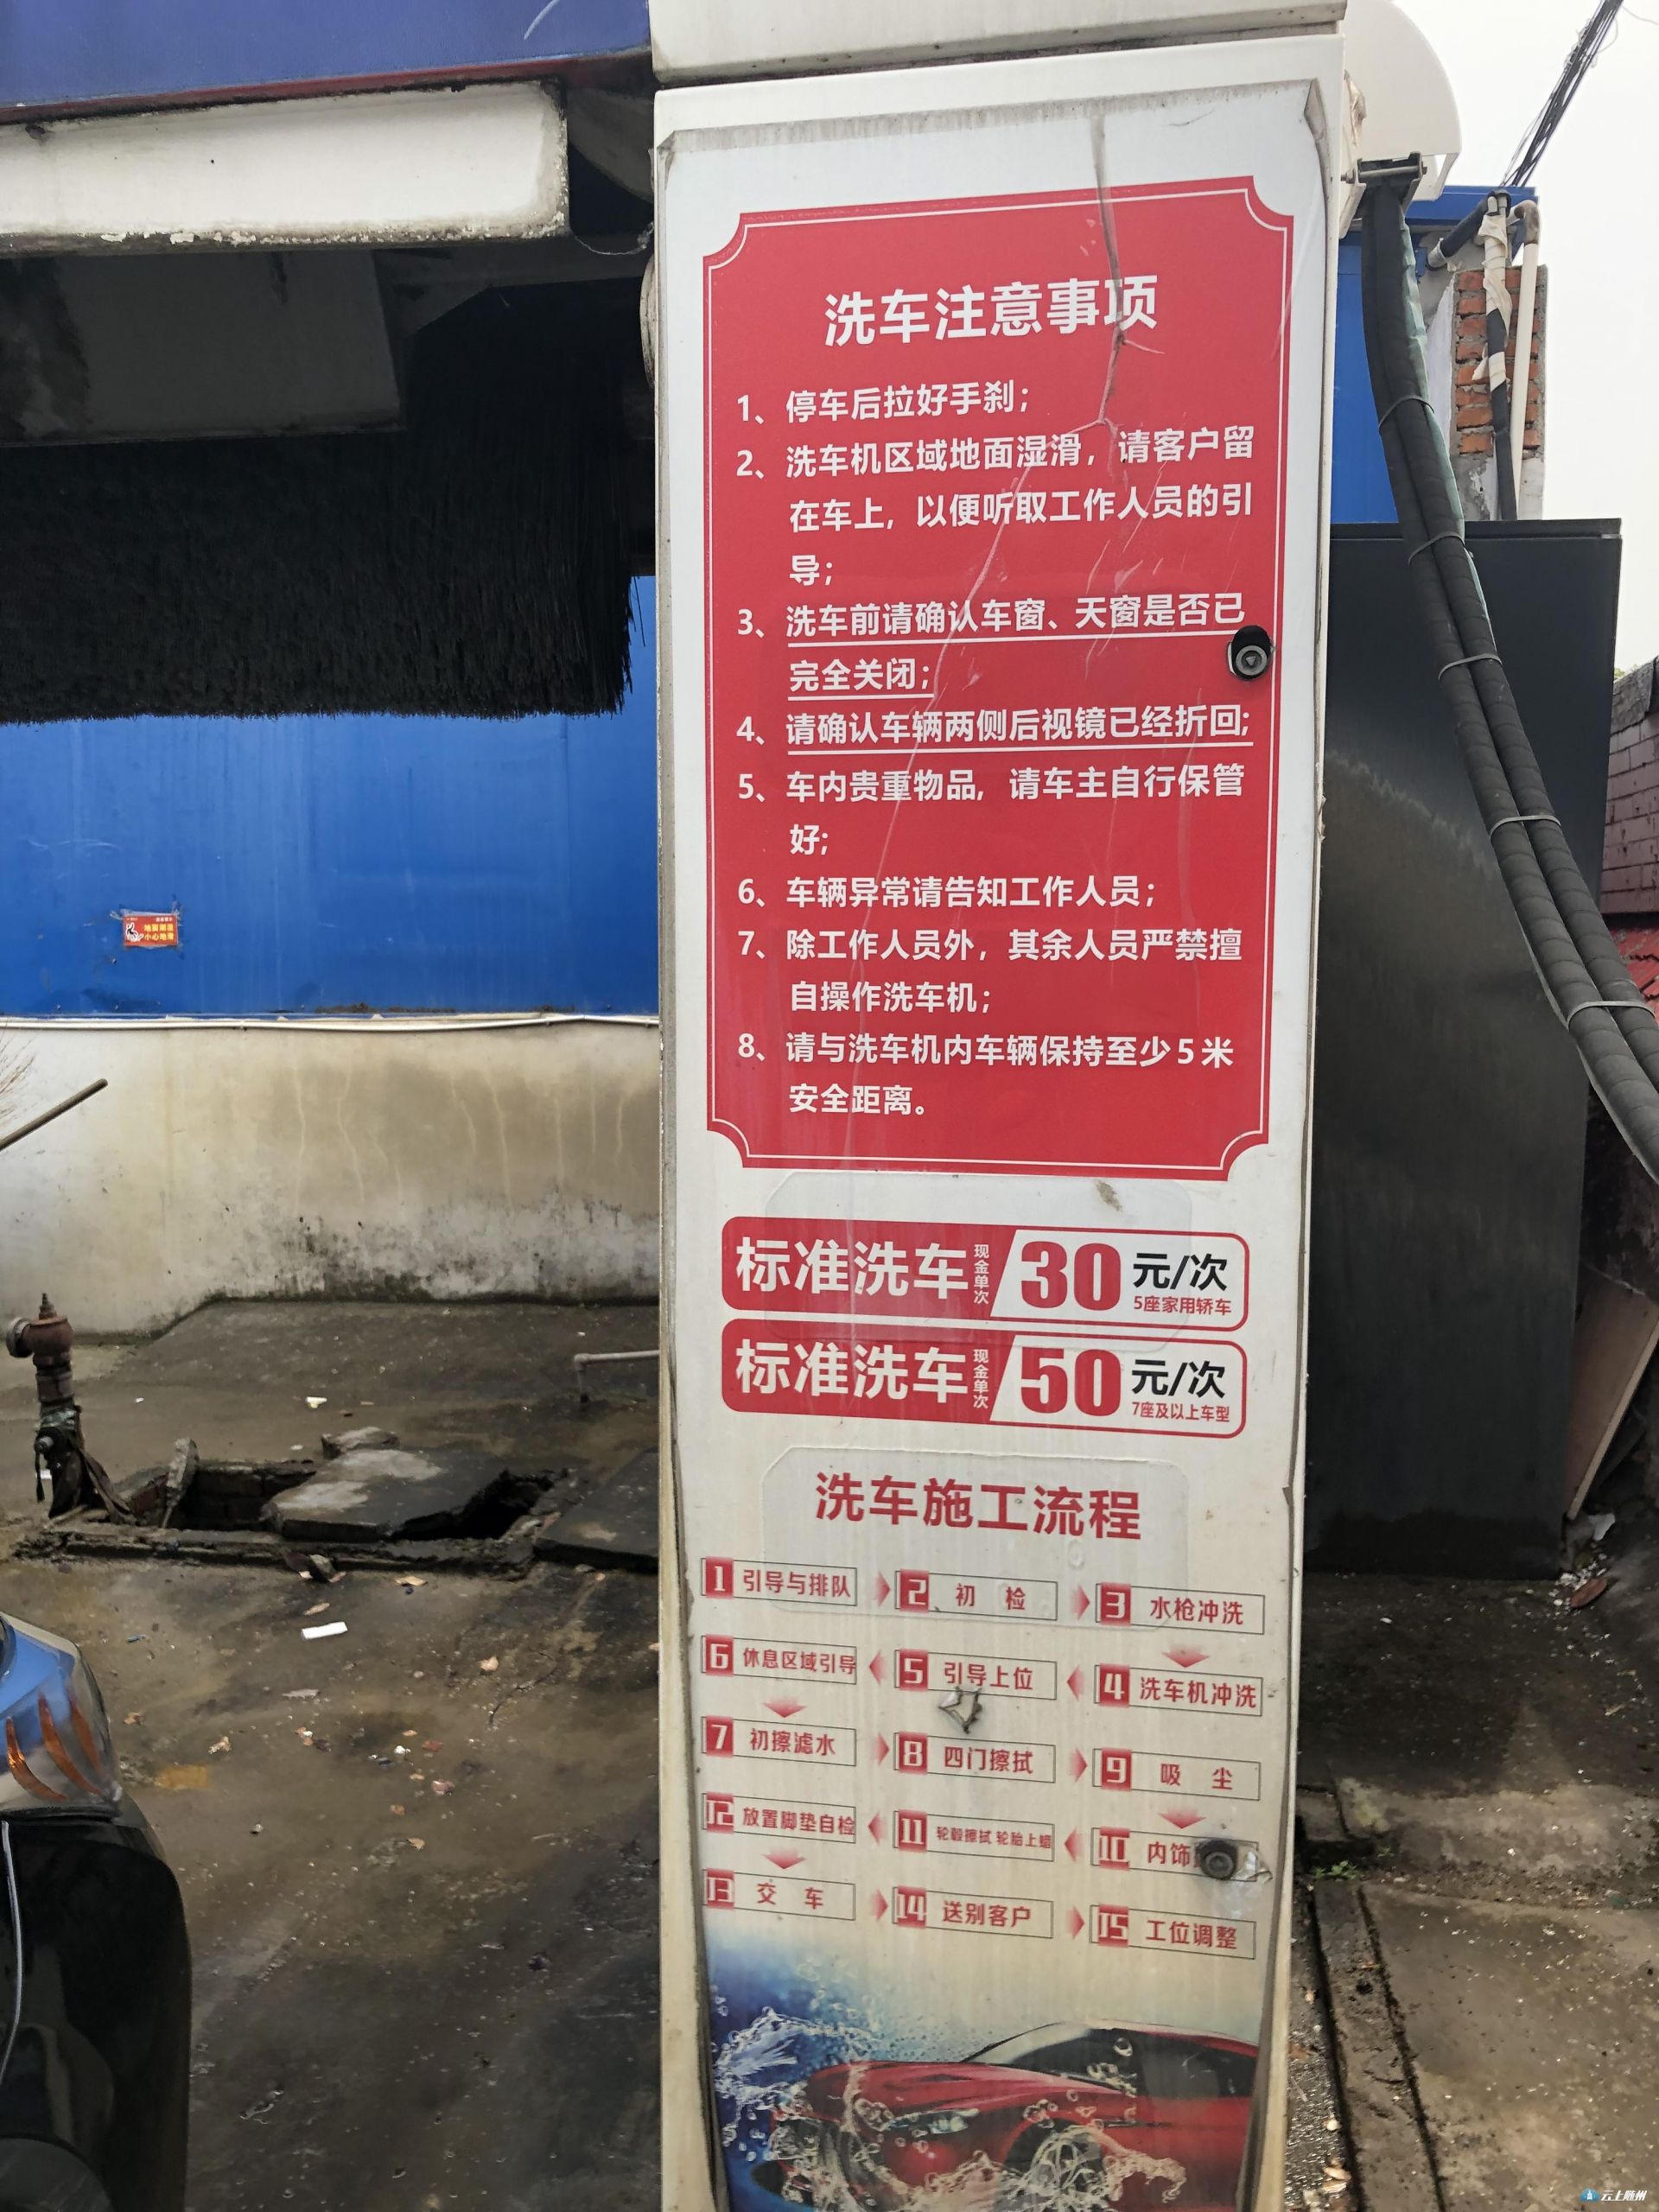 洗车注意事项
1、停车后拉好手刹；
2、洗车机区域地面湿滑，请客户留
在车上，以便听取工作人员的引
导；
3、洗车前请确认车窗、天窗是否已
完全关闭；
4、请确认车辆两侧后视镜已经折回；
5、车内贵重物品，请车主自行保管
好；
6、车辆异常请告知工作人员；
7、除工作人员外，其余人员严禁擅
自操作洗车机；
8、请与洗车机内车辆保持至少5米
安全距离。
地面湿滑
小心地滑
标准洗车 现金单次 30 元/次
5座家用轿车
标准洗车 现金单次 50 元/次
7座及以上车型
洗车施工流程
1 引导与排队 2 初 检 3 水枪冲洗
6 休息区域引导 5 引导上位 4 洗车机冲洗
7 初擦滤水 8 四门擦拭 9 吸 尘
12 放置脚垫自检 11 轮毂擦拭 轮胎上蜡 10 内饰
13 交 车 14 送别客户 15 工位调整
云上随州